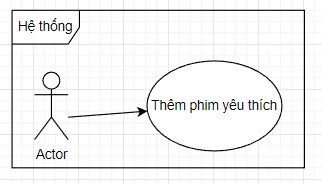 Hệ thống
Thêm phim yêu thích
Actor